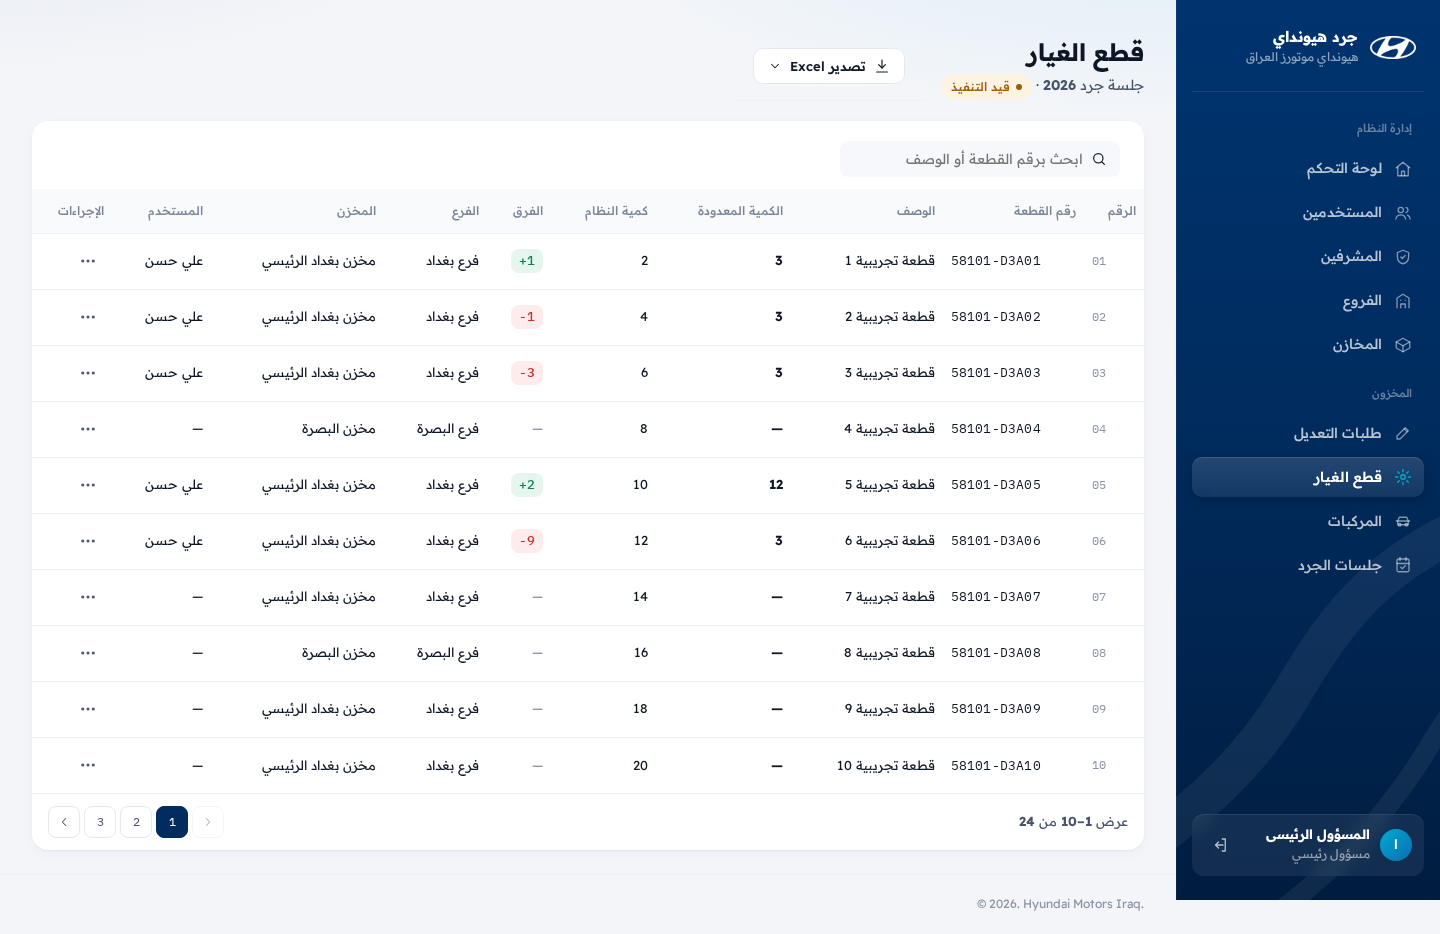 جرد هيونداي
هيونداي موتورز العراق
إدارة النظام
لوحة التحكم
المستخدمين
المشرفين
الفروع
المخازن
المخزون
طلبات التعديل
قطع الغيار
المركبات
جلسات الجرد
ا
المسؤول الرئيسى
مسؤول رئيسي
قطع الغيار
جلسة جرد 2026 · قيد التنفيذ
تصدير Excel
ابحث برقم القطعة أو الوصف
الرقم رقم القطعة الوصف الكمية المعدودة كمية النظام الفرق الفرع المخزن المستخدم الإجراءات
01 58101-D3A01 قطعة تجريبية 1 3 2 +1 فرع بغداد مخزن بغداد الرئيسي علي حسن
02 58101-D3A02 قطعة تجريبية 2 3 4 -1 فرع بغداد مخزن بغداد الرئيسي علي حسن
03 58101-D3A03 قطعة تجريبية 3 3 6 -3 فرع بغداد مخزن بغداد الرئيسي علي حسن
04 58101-D3A04 قطعة تجريبية 4 — 8 — فرع البصرة مخزن البصرة —
05 58101-D3A05 قطعة تجريبية 5 12 10 +2 فرع بغداد مخزن بغداد الرئيسي علي حسن
06 58101-D3A06 قطعة تجريبية 6 3 12 -9 فرع بغداد مخزن بغداد الرئيسي علي حسن
07 58101-D3A07 قطعة تجريبية 7 — 14 — فرع بغداد مخزن بغداد الرئيسي —
08 58101-D3A08 قطعة تجريبية 8 — 16 — فرع البصرة مخزن البصرة —
09 58101-D3A09 قطعة تجريبية 9 — 18 — فرع بغداد مخزن بغداد الرئيسي —
10 58101-D3A10 قطعة تجريبية 10 — 20 — فرع بغداد مخزن بغداد الرئيسي —
عرض 1–10 من 24
1 2 3
© 2026. Hyundai Motors Iraq.